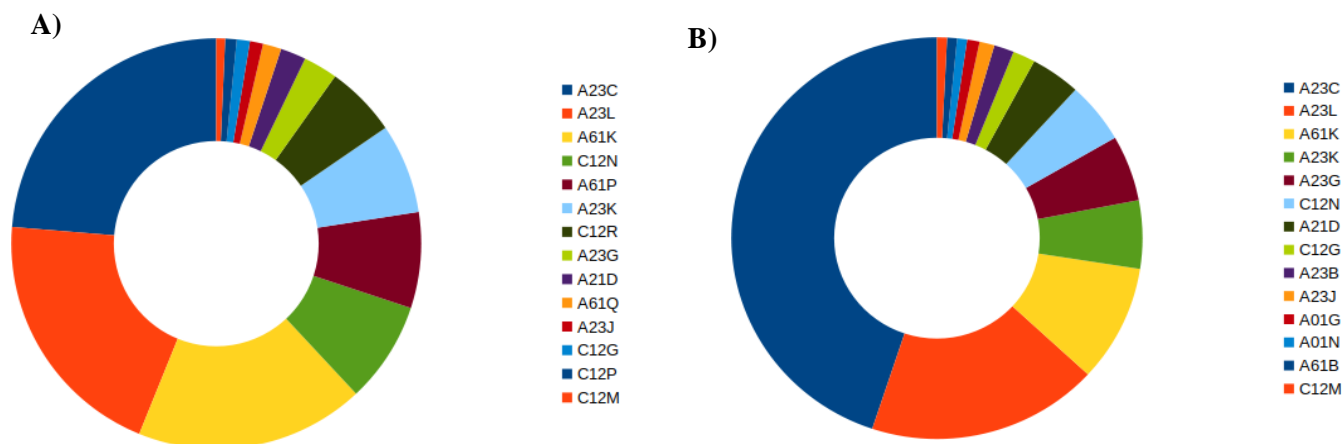 A)
A23C
A23L
A61K
C12N
A61P
A23K
C12R
A23G
A21D
A61Q
A23J
C12G
C12P
C12M
B)
A23C
A23L
A61K
A23K
A23G
C12N
A21D
C12G
A23B
A23J
A01G
A01N
A61B
C12M